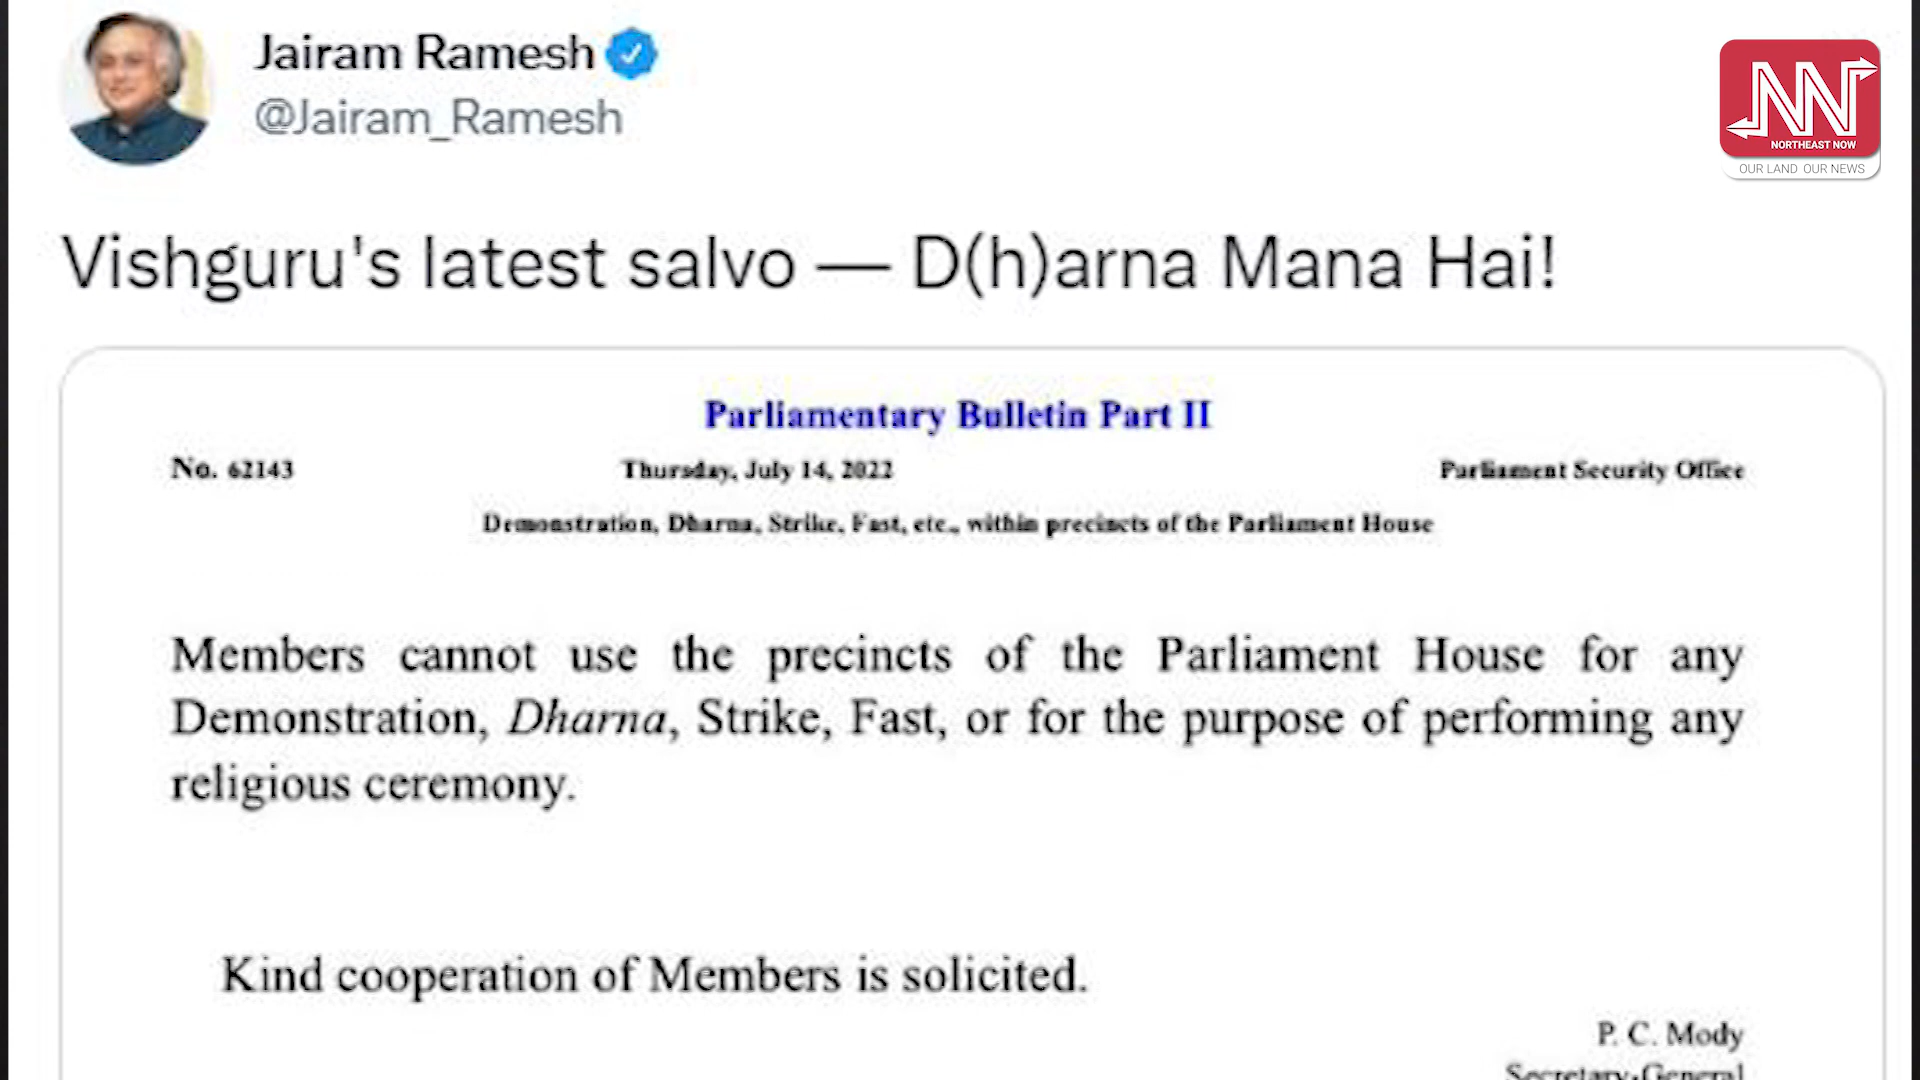 Jairam Ramesh
@Jairam_Ramesh
NN
NORTHEAST NOW
OUR LAND OUR NEWS
Vishguru's latest salvo — D(h)arna Mana Hai!
Parliamentary Bulletin Part II
No. 62143 Thursday, July 14, 2022 Parliament Security Office
Demonstration, Dharna, Strike, Fast, etc., within precincts of the Parliament House
Members cannot use the precincts of the Parliament House for any
Demonstration, Dharna, Strike, Fast, or for the purpose of performing any
religious ceremony.
Kind cooperation of Members is solicited.
P. C. Mody
Secretary-General